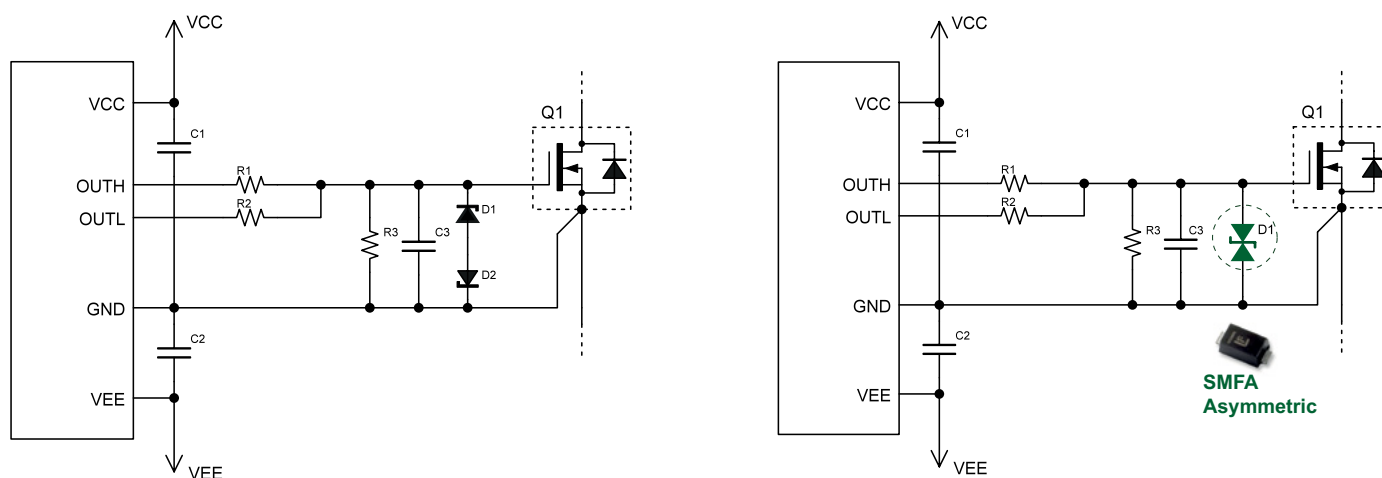 VCC
VCC
C1
Q1
OUTH
R1
OUTL
R2
R3
C3
D1
D2
GND
C2
VEE
VEE
VCC
VCC
C1
Q1
OUTH
R1
OUTL
R2
R3
C3
D1
GND
C2
VEE
VEE
SMFA
Asymmetric